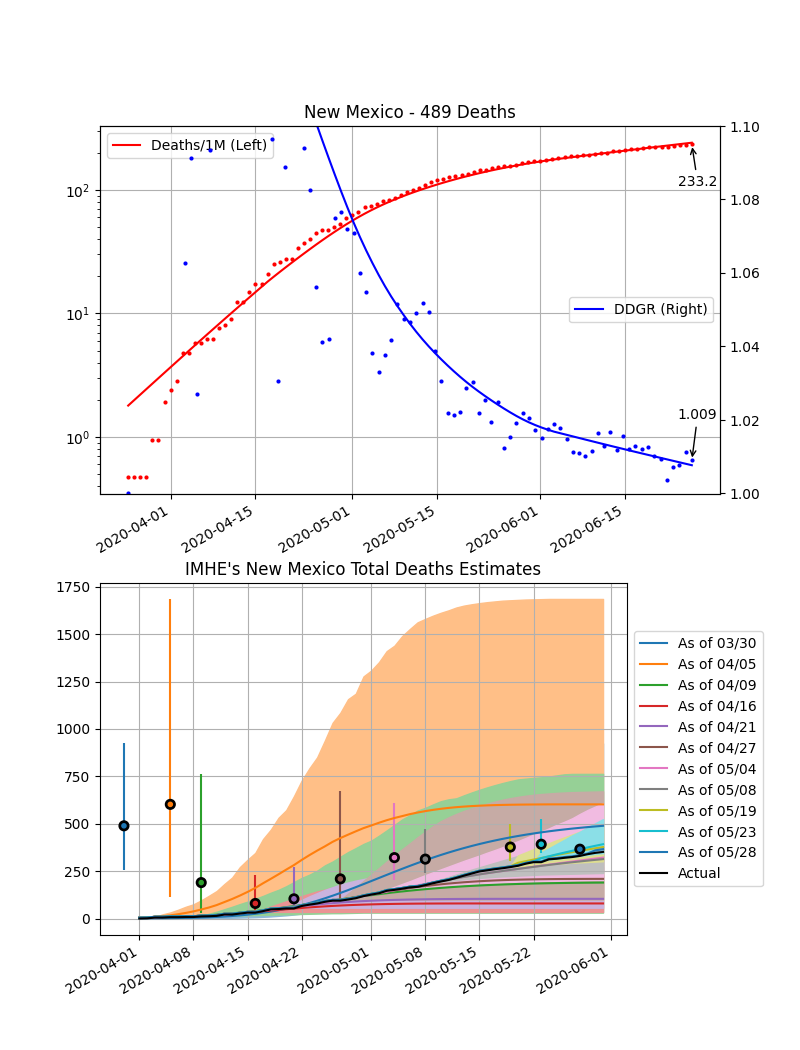 New Mexico - 489 Deaths
Deaths/1M (Left)
10²
10¹
10⁰
1.10
1.08
1.06
1.04
1.02
1.00
233.2
DDGR (Right)
1.009
2020-04-01
2020-04-15
2020-05-01
2020-05-15
2020-06-01
2020-06-15
IMHE's New Mexico Total Deaths Estimates
1750
1500
1250
1000
750
500
250
0
As of 03/30
As of 04/05
As of 04/09
As of 04/16
As of 04/21
As of 04/27
As of 05/04
As of 05/08
As of 05/19
As of 05/23
As of 05/28
Actual
2020-04-01
2020-04-08
2020-04-15
2020-04-22
2020-05-01
2020-05-08
2020-05-15
2020-05-22
2020-06-01